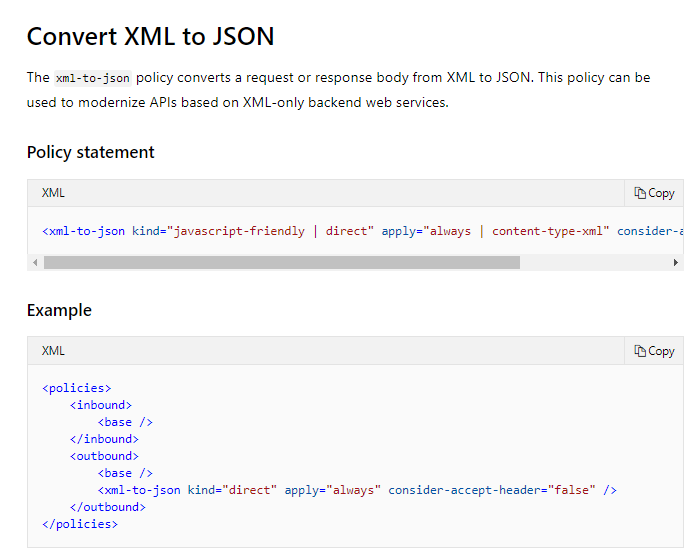 Convert XML to JSON
The xml-to-json policy converts a request or response body from XML to JSON. This policy can be
used to modernize APIs based on XML-only backend web services.
Policy statement
XML Copy
<xml-to-json kind="javascript-friendly | direct" apply="always | content-type-xml" consider-a
Example
XML Copy
<policies>
    <inbound>
        <base />
    </inbound>
    <outbound>
        <base />
        <xml-to-json kind="direct" apply="always" consider-accept-header="false" />
    </outbound>
</policies>